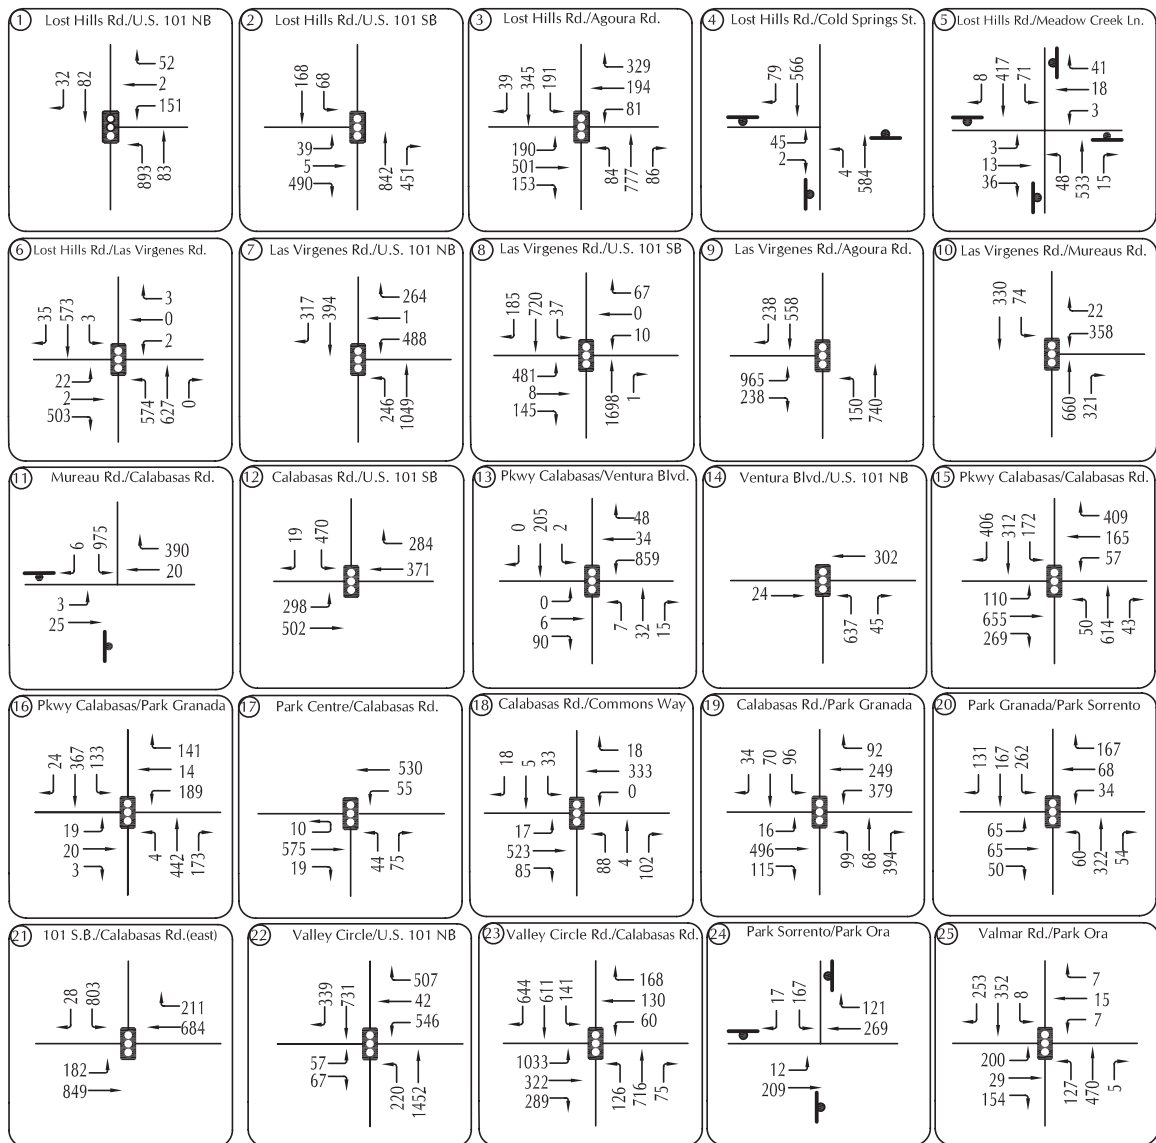 1 Lost Hills Rd./U.S. 101 NB
32 82
52
2
151
893 83
2 Lost Hills Rd./U.S. 101 SB
168 68
39
5
490
842 451
3 Lost Hills Rd./Agoura Rd.
39 345 191
329
194
81
190
501
153
84 777 86
4 Lost Hills Rd./Cold Springs St.
79 566
45
2
4 584
5 Lost Hills Rd./Meadow Creek Ln.
8 417 71
41
18
3
3
13
36
48 533 15
6 Lost Hills Rd./Las Virgenes Rd.
35 573 3
3
0
2
22
2
503
574 627 0
7 Las Virgenes Rd./U.S. 101 NB
317 394
264
1
488
246 1049
8 Las Virgenes Rd./U.S. 101 SB
185 720 37
67
0
10
481
8
145
1698 1
9 Las Virgenes Rd./Agoura Rd.
238 558
965
238
150 740
10 Las Virgenes Rd./Mureaus Rd.
330 74
22
358
660 321
11 Mureau Rd./Calabasas Rd.
6 975
390
20
3
25
12 Calabasas Rd./U.S. 101 SB
19 470
284
371
298
502
13 Pkwy Calabasas/Ventura Blvd.
0 205 2
48
34
859
0
6
90
7 32 15
14 Ventura Blvd./U.S. 101 NB
302
24
637 45
15 Pkwy Calabasas/Calabasas Rd.
406 312 172
409
165
57
110
655
269
50 614 43
16 Pkwy Calabasas/Park Granada
24 367 133
141
14
189
19
20
3
4 442 173
17 Park Centre/Calabasas Rd.
530
55
10
575
19
44 75
18 Calabasas Rd./Commons Way
18 5 33
18
333
0
17
523
85
88 4 102
19 Calabasas Rd./Park Granada
34 70 96
92
249
379
16
496
115
99 68 394
20 Park Granada/Park Sorrento
131 167 262
167
68
34
65
65
50
60 322 54
21 101 S.B./Calabasas Rd.(east)
28 803
211
684
182
849
22 Valley Circle/U.S. 101 NB
339 731
507
42
546
57
67
220 1452
23 Valley Circle Rd./Calabasas Rd.
644 611 141
168
130
60
1033
322
289
126 716 75
24 Park Sorrento/Park Ora
17 167
121
269
12
209
25 Valmar Rd./Park Ora
253 352 8
7
15
7
200
29
154
127 470 5